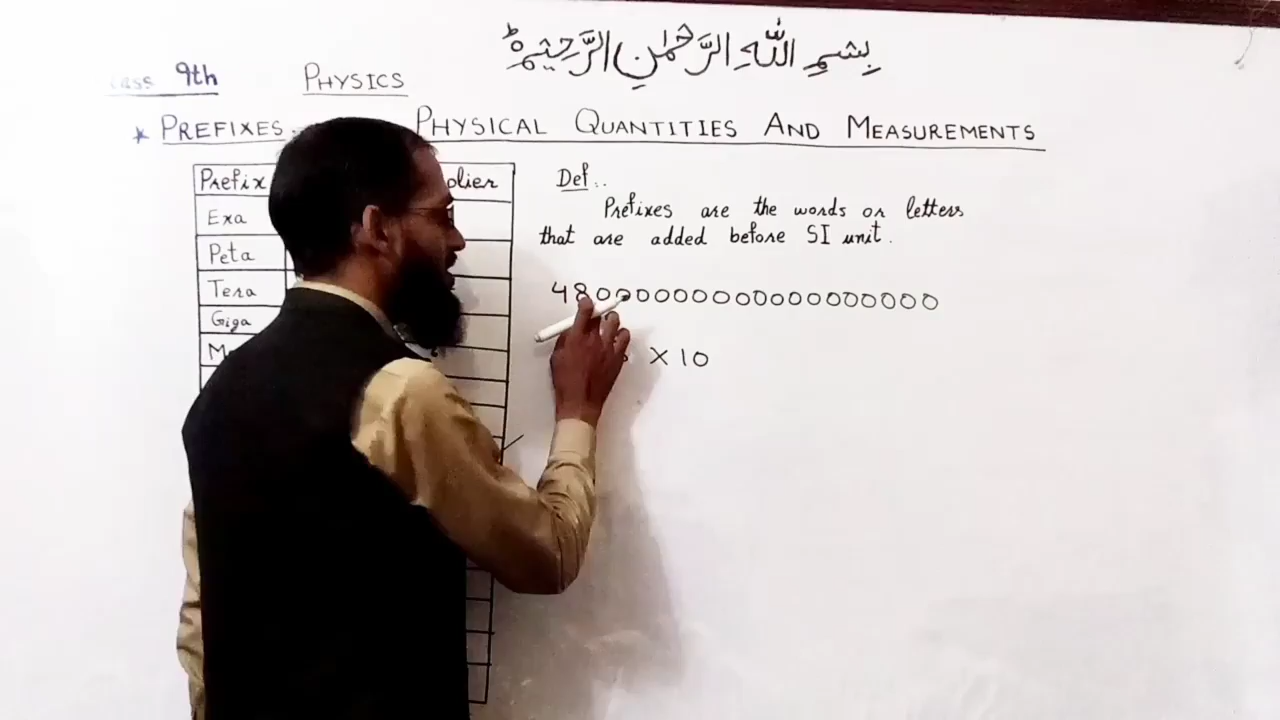 بِسْمِ اللّٰهِ الرَّحْمٰنِ الرَّحِيْمِ
9th PHYSICS
★ PREFIXES PHYSICAL QUANTITIES AND MEASUREMENTS
Prefix
Exa
Peta
Tera
Giga
Def..
Prefixes are the words or letters
that are added before SI unit.
48000000000000000000
× 10